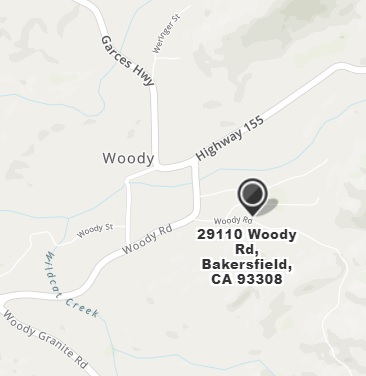 Weringer St
Garces Hwy
Highway 155
Woody
Woody Rd
Woody St
Woody Rd
29110 Woody
Rd,
Bakersfield,
CA 93308
Wildcat Creek
Woody Granite Rd